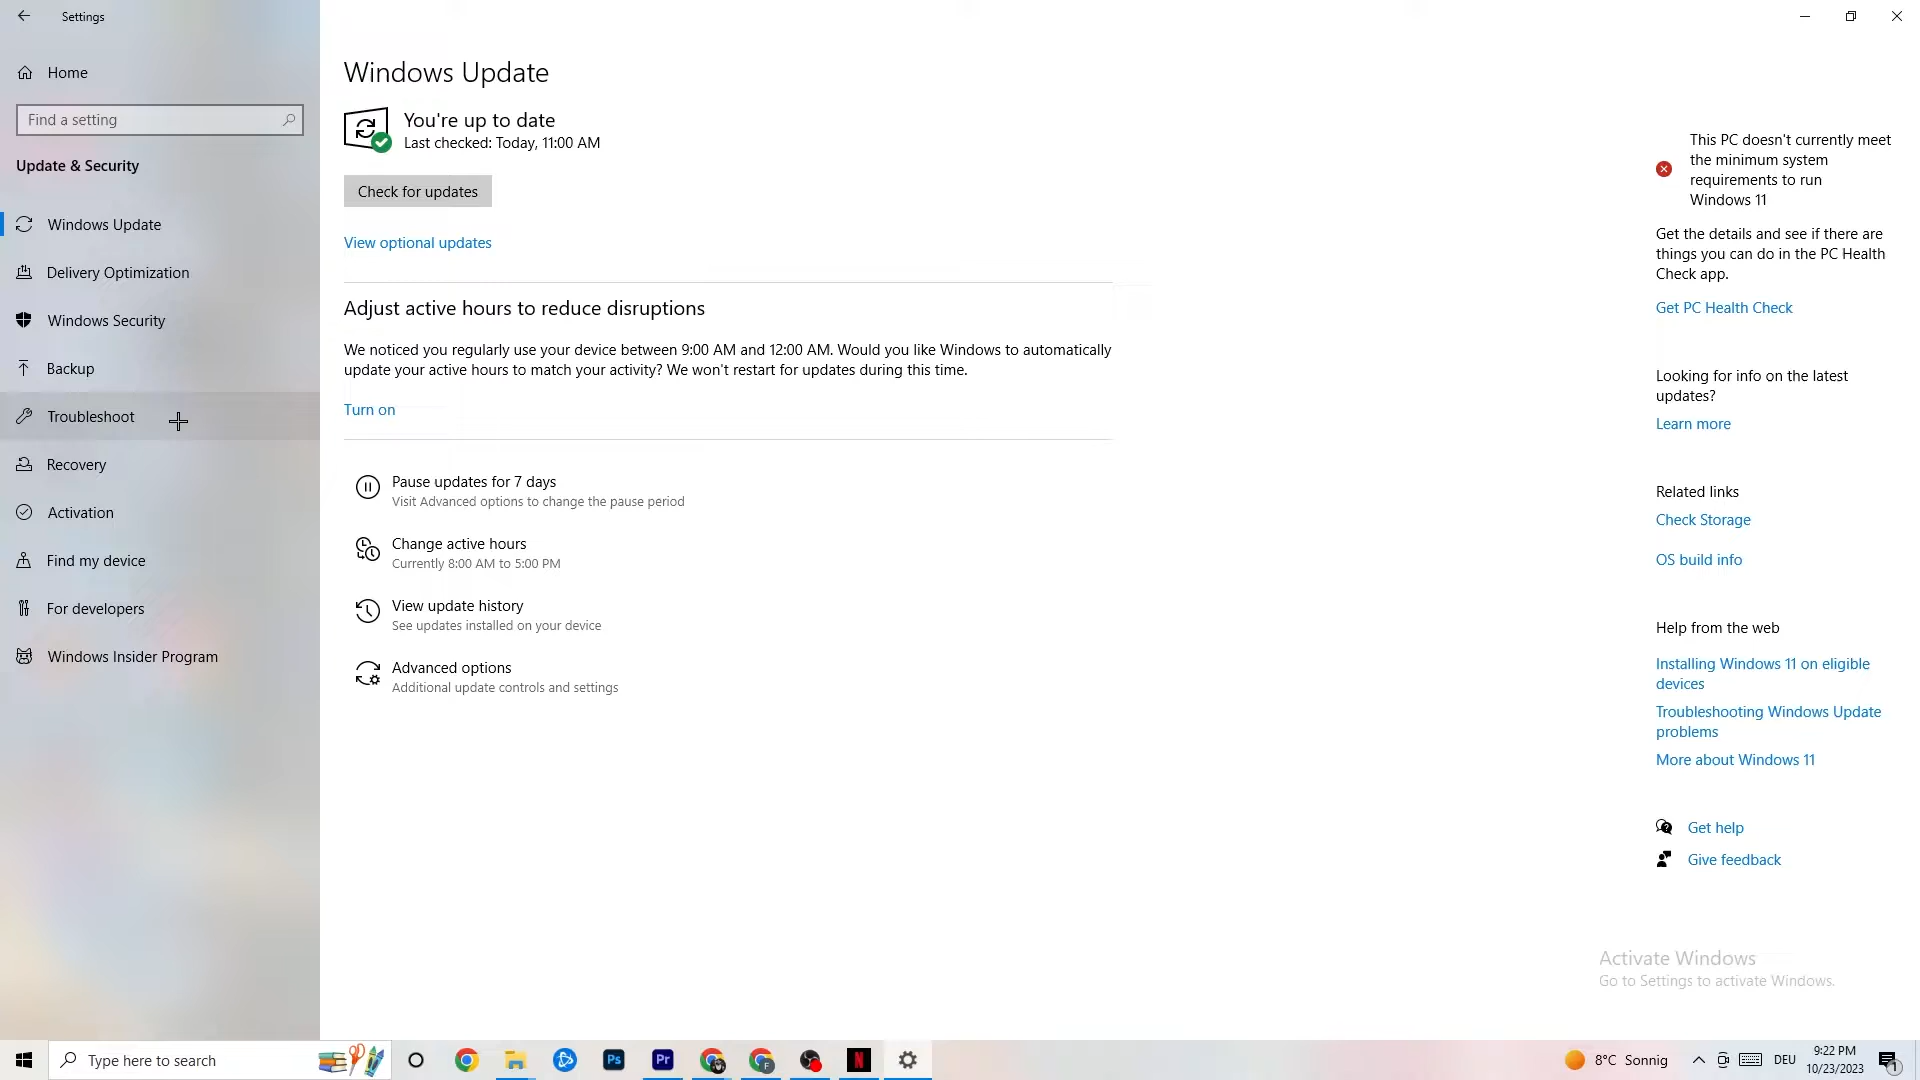 Settings
Home
Find a setting
Update & Security
Windows Update
Delivery Optimization
Windows Security
Backup
Troubleshoot
Recovery
Activation
Find my device
For developers
Windows Insider Program
Windows Update
You're up to date
Last checked: Today, 11:00 AM
Check for updates
View optional updates
Adjust active hours to reduce disruptions
We noticed you regularly use your device between 9:00 AM and 12:00 AM. Would you like Windows to automatically
update your active hours to match your activity? We won't restart for updates during this time.
Turn on
Pause updates for 7 days
Visit Advanced options to change the pause period
Change active hours
Currently 8:00 AM to 5:00 PM
View update history
See updates installed on your device
Advanced options
Additional update controls and settings
This PC doesn't currently meet
the minimum system
requirements to run
Windows 11
Get the details and see if there are
things you can do in the PC Health
Check app.
Get PC Health Check
Looking for info on the latest
updates?
Learn more
Related links
Check Storage
OS build info
Help from the web
Installing Windows 11 on eligible
devices
Troubleshooting Windows Update
problems
More about Windows 11
Get help
Give feedback
Activate Windows
Go to Settings to activate Windows.
Type here to search
Ps
Pr
F
N
8°C Sonnig
DEU
9:22 PM
10/23/2023
1